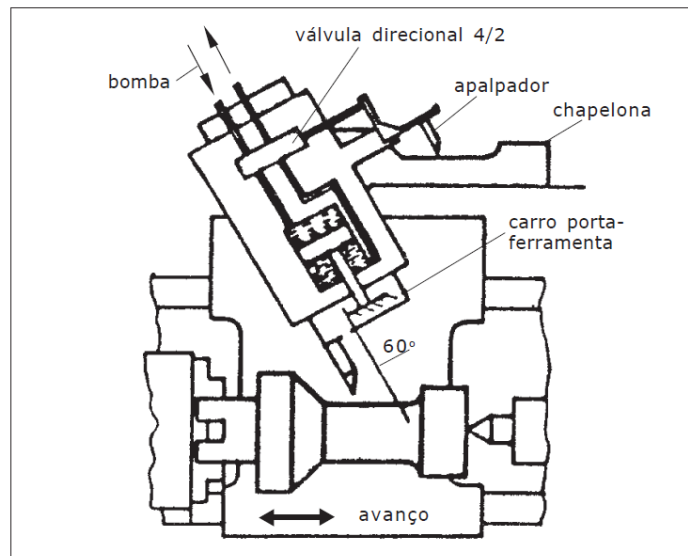 válvula direcional 4/2
bomba
apalpador
chapelona
carro porta-
ferramenta
60º
avanço